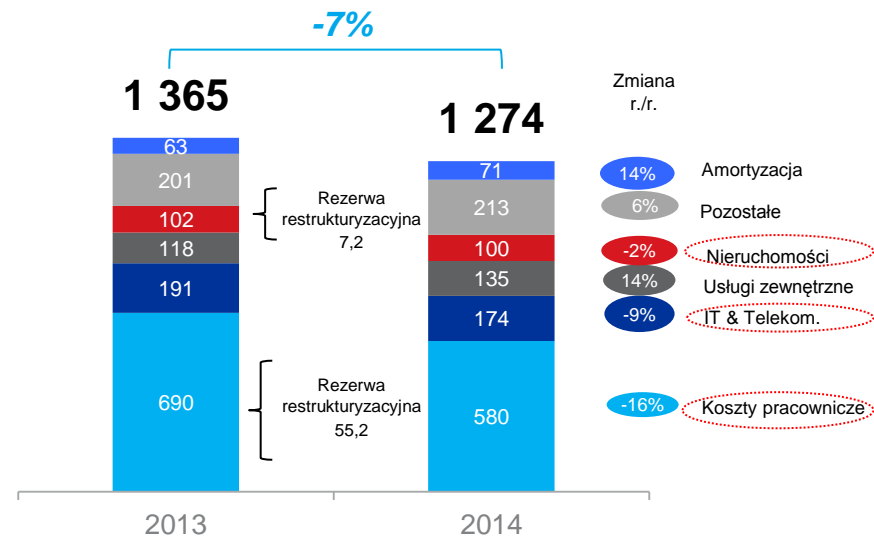 -7%
1 365
1 274
Zmiana
r./r.
63
201
102
118
191
690
Rezerwa
restrukturyzacyjna
7,2
Rezerwa
restrukturyzacyjna
55,2
71
213
100
135
174
580
14% Amortyzacja
6% Pozostałe
-2% Nieruchomości
14% Usługi zewnętrzne
-9% IT & Telekom.
-16% Koszty pracownicze
2013
2014